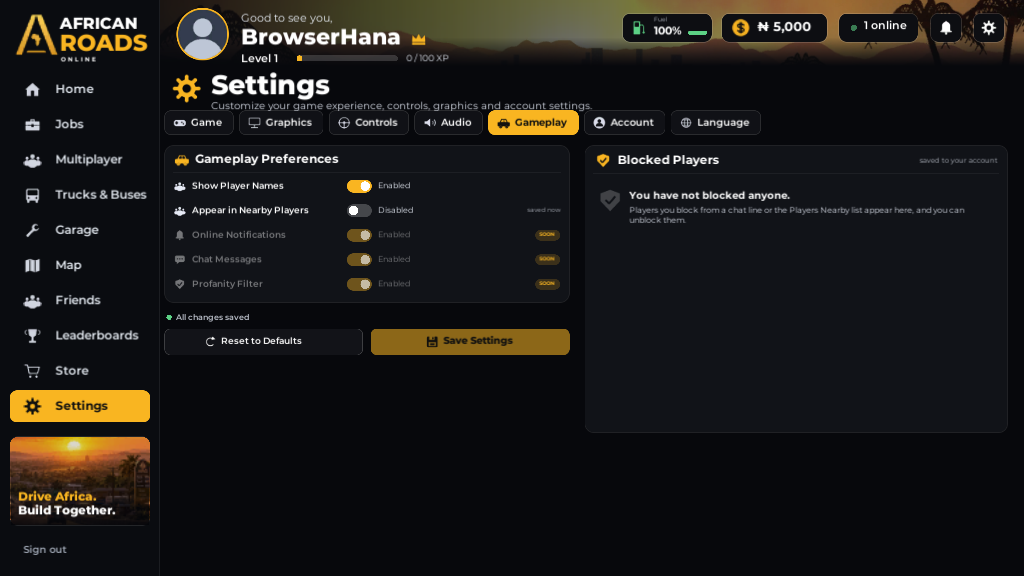 AFRICAN
ROADS
ONLINE
Home
Jobs
Multiplayer
Trucks & Buses
Garage
Map
Friends
Leaderboards
Store
Settings
Drive Africa.
Build Together.
Sign out
Good to see you,
BrowserHana
Level 1
0 / 100 XP
Fuel
100%
₦ 5,000
1 online
Settings
Customize your game experience, controls, graphics and account settings.
Game
Graphics
Controls
Audio
Gameplay
Account
Language
Gameplay Preferences
Show Player Names Enabled
Appear in Nearby Players Disabled saved now
Online Notifications Enabled SOON
Chat Messages Enabled SOON
Profanity Filter Enabled SOON
All changes saved
Reset to Defaults
Save Settings
Blocked Players
saved to your account
You have not blocked anyone.
Players you block from a chat line or the Players Nearby list appear here, and you can
unblock them.